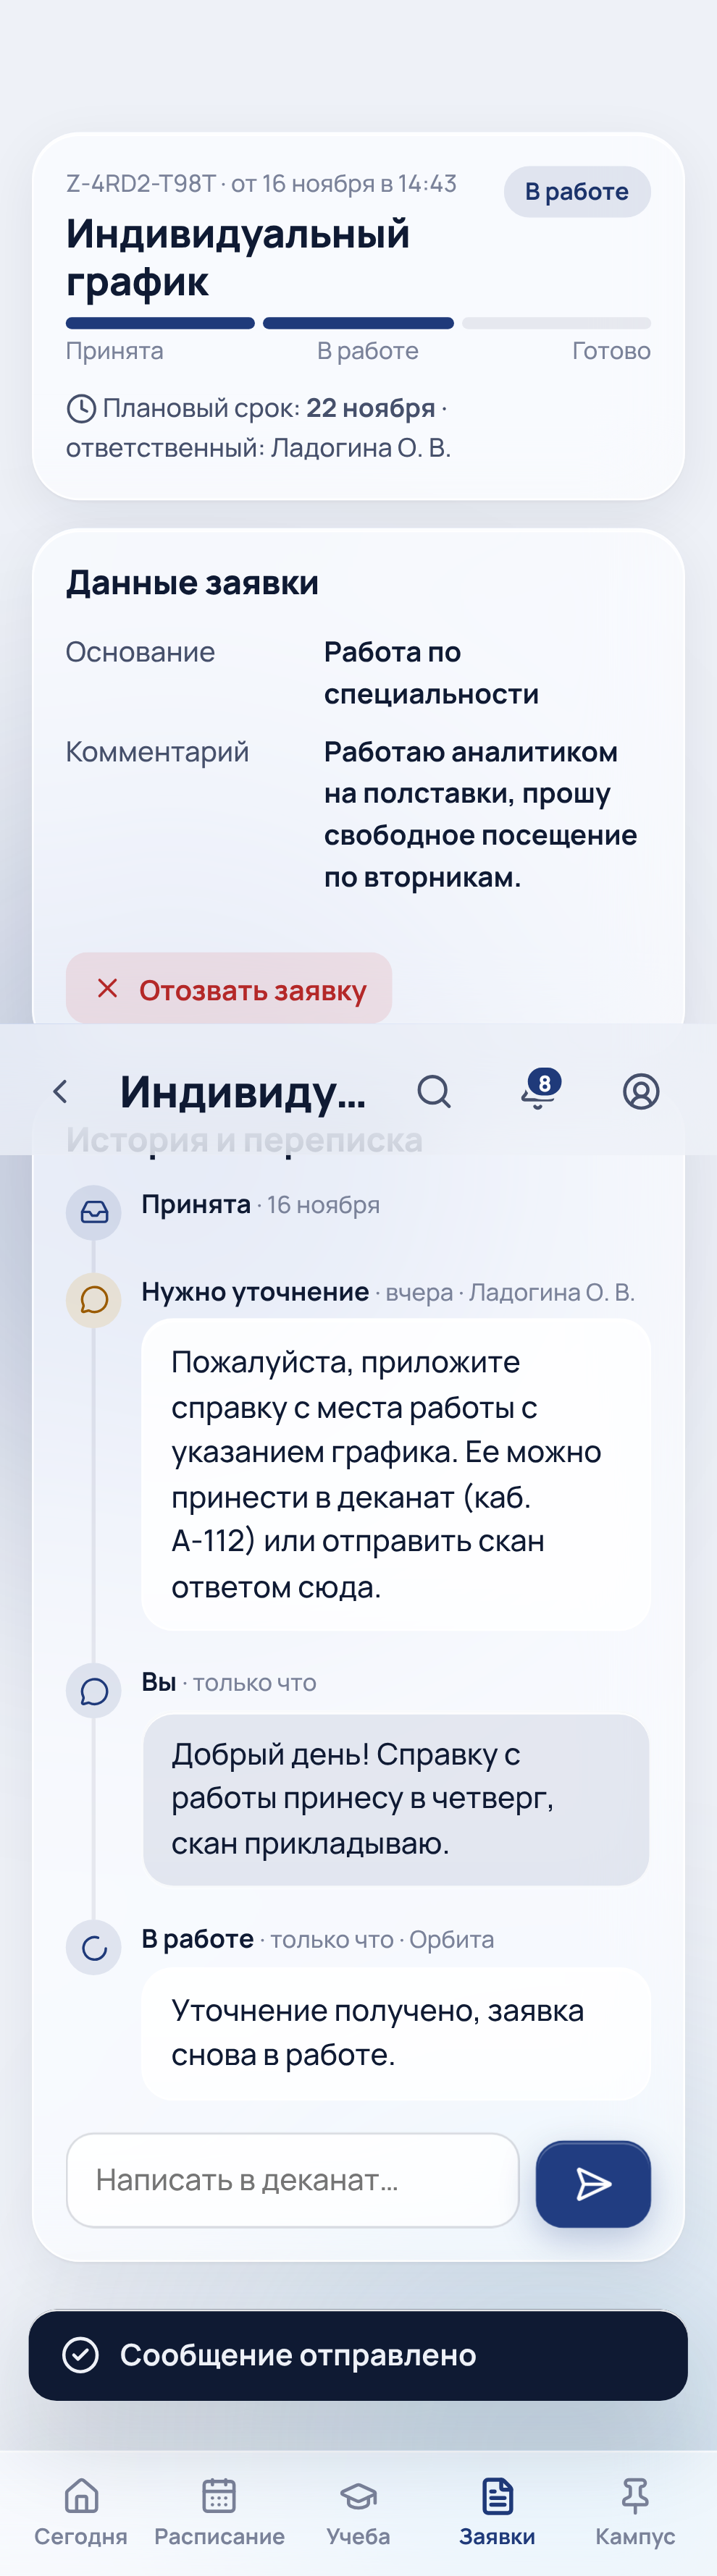 Z-4RD2-T98T · от 16 ноября в 14:43
В работе
Индивидуальный
график
Принята
В работе
Готово
Плановый срок: 22 ноября ·
ответственный: Ладогина О. В.
Данные заявки
Основание
Работа по
специальности
Комментарий
Работаю аналитиком
на полставки, прошу
свободное посещение
по вторникам.
Отозвать заявку
Индивиду...
8
История и переписка
Принята · 16 ноября
Нужно уточнение · вчера · Ладогина О. В.
Пожалуйста, приложите
справку с места работы с
указанием графика. Ее можно
принести в деканат (каб.
А-112) или отправить скан
ответом сюда.
Вы · только что
Добрый день! Справку с
работы принесу в четверг,
скан прикладываю.
В работе · только что · Орбита
Уточнение получено, заявка
снова в работе.
Написать в деканат...
Сообщение отправлено
Сегодня
Расписание
Учеба
Заявки
Кампус